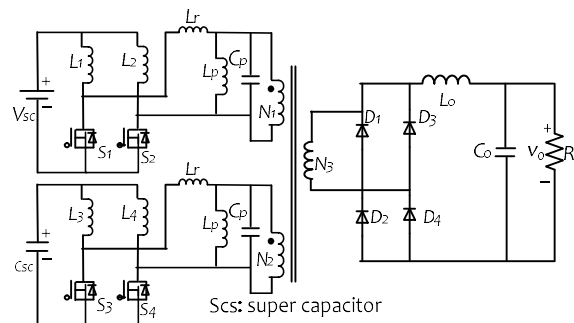 Lr
L1
L2
Lp
Cp
+
Vsc
−
N1
S1
S2
Lo
D1
D3
N3
Co
+
vo
R
−
D2
D4
Lr
L3
L4
Lp
Cp
+
Csc
−
N2
S3
S4
Scs: super capacitor